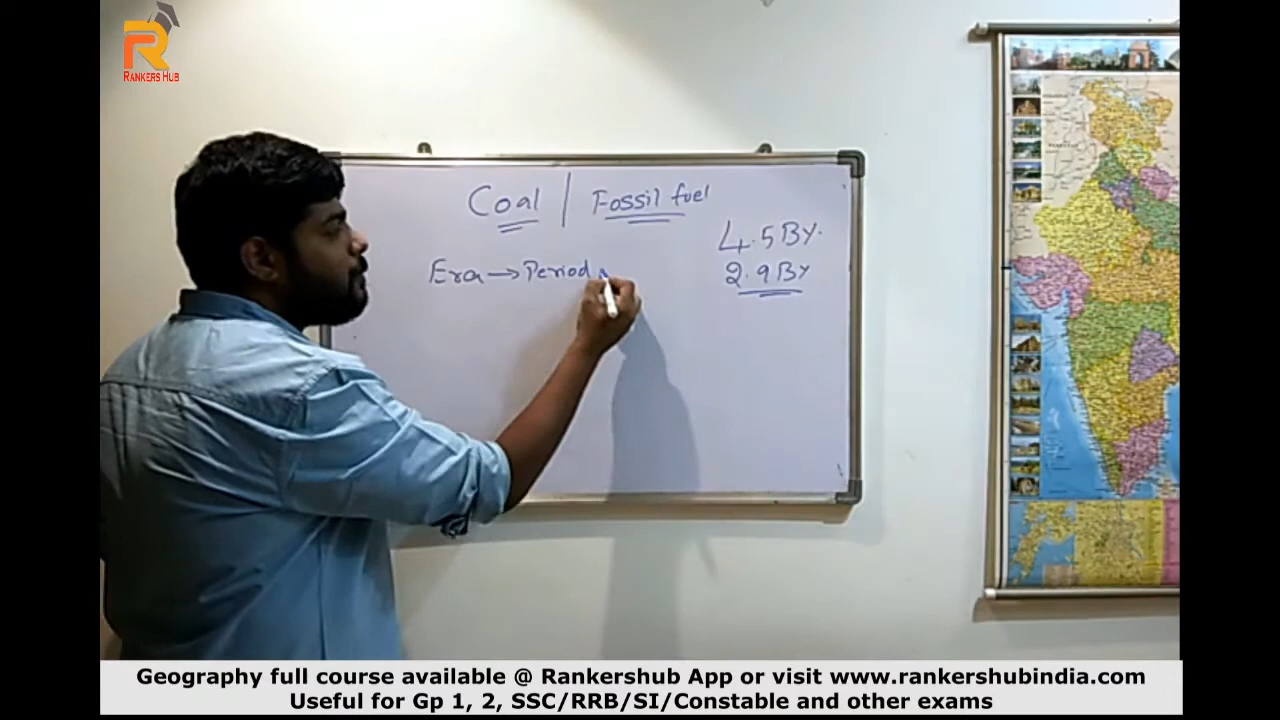 RANKERS HUB
Coal | Fossil fuel
4.5 BY.
2.9 BY
Era → Period
Geography full course available @ Rankershub App or visit www.rankershubindia.com
Useful for Gp 1, 2, SSC/RRB/SI/Constable and other exams